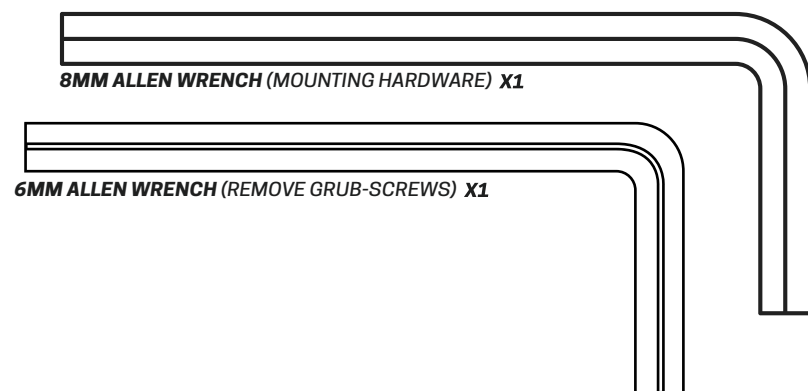 8MM ALLEN WRENCH (MOUNTING HARDWARE) X1
6MM ALLEN WRENCH (REMOVE GRUB-SCREWS) X1